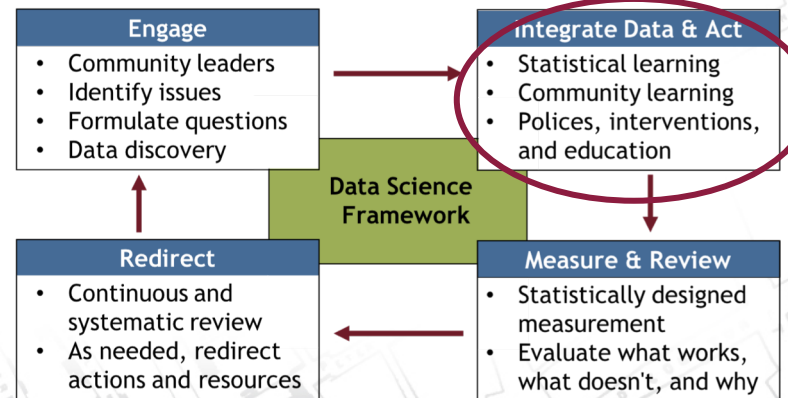 Engage
• Community leaders
• Identify issues
• Formulate questions
• Data discovery
Integrate Data & Act
• Statistical learning
• Community learning
• Polices, interventions,
and education
Data Science
Framework
Redirect
• Continuous and
systematic review
• As needed, redirect
actions and resources
Measure & Review
• Statistically designed
measurement
• Evaluate what works,
what doesn't, and why